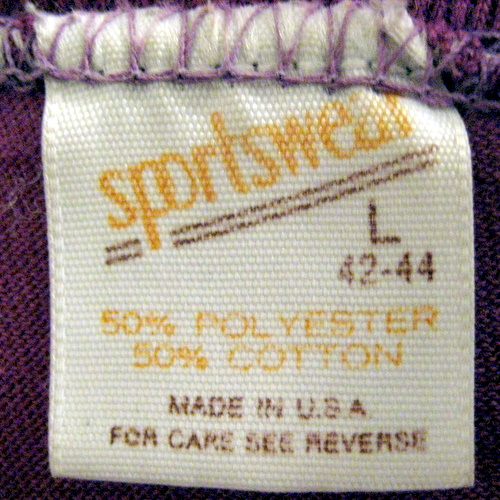 sportswear
L
42-44
50% POLYESTER
50% COTTON
MADE IN U.S.A
FOR CARE SEE REVERSE